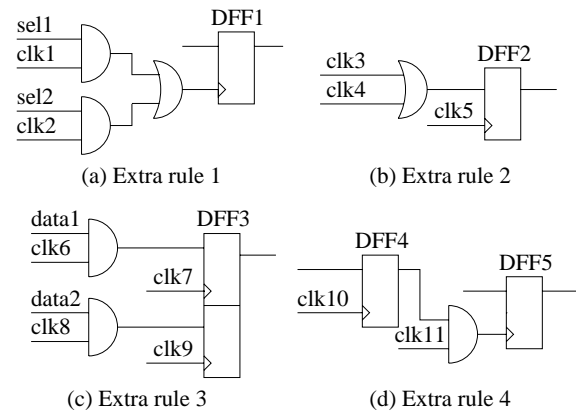 sel1
clk1
sel2
clk2
DFF1
(a) Extra rule 1
clk3
clk4
clk5
DFF2
(b) Extra rule 2
data1
clk6
DFF3
clk7
data2
clk8
clk9
(c) Extra rule 3
DFF4
clk10
clk11
DFF5
(d) Extra rule 4